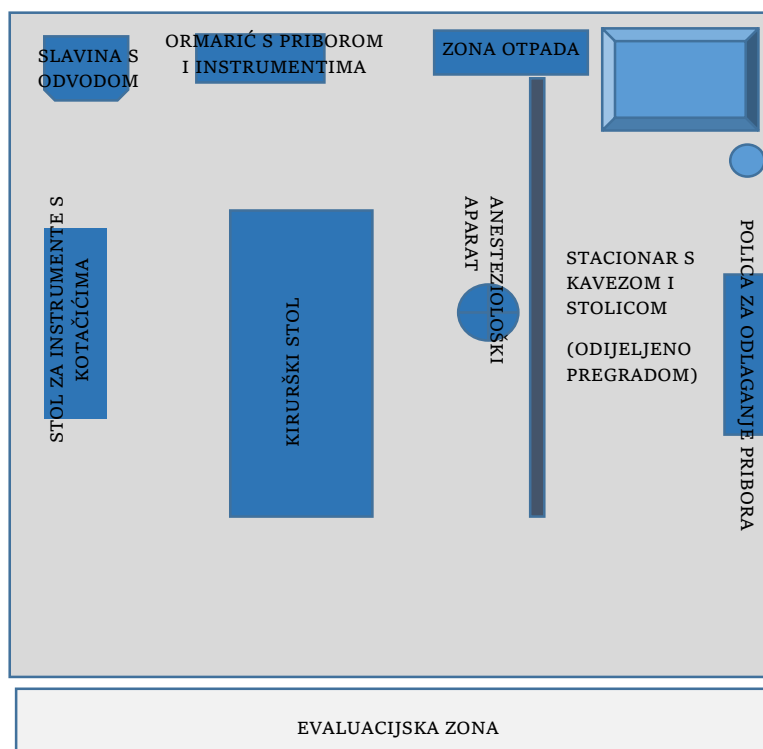 SLAVINA S
ODVODOM
ORMARIĆ S PRIBOROM
I INSTRUMENTIMA
ZONA OTPADA
STOL ZA INSTRUMENTE S
KOTAČIĆIMA
KIRURŠKI STOL
ANESTEZIOLOŠKI
APARAT
STACIONAR S
KAVEZOM I
STOLICOM
(ODIJELJENO
PREGRADOM)
POLICA ZA ODLAGANJE PRIBORA
EVALUACIJSKA ZONA